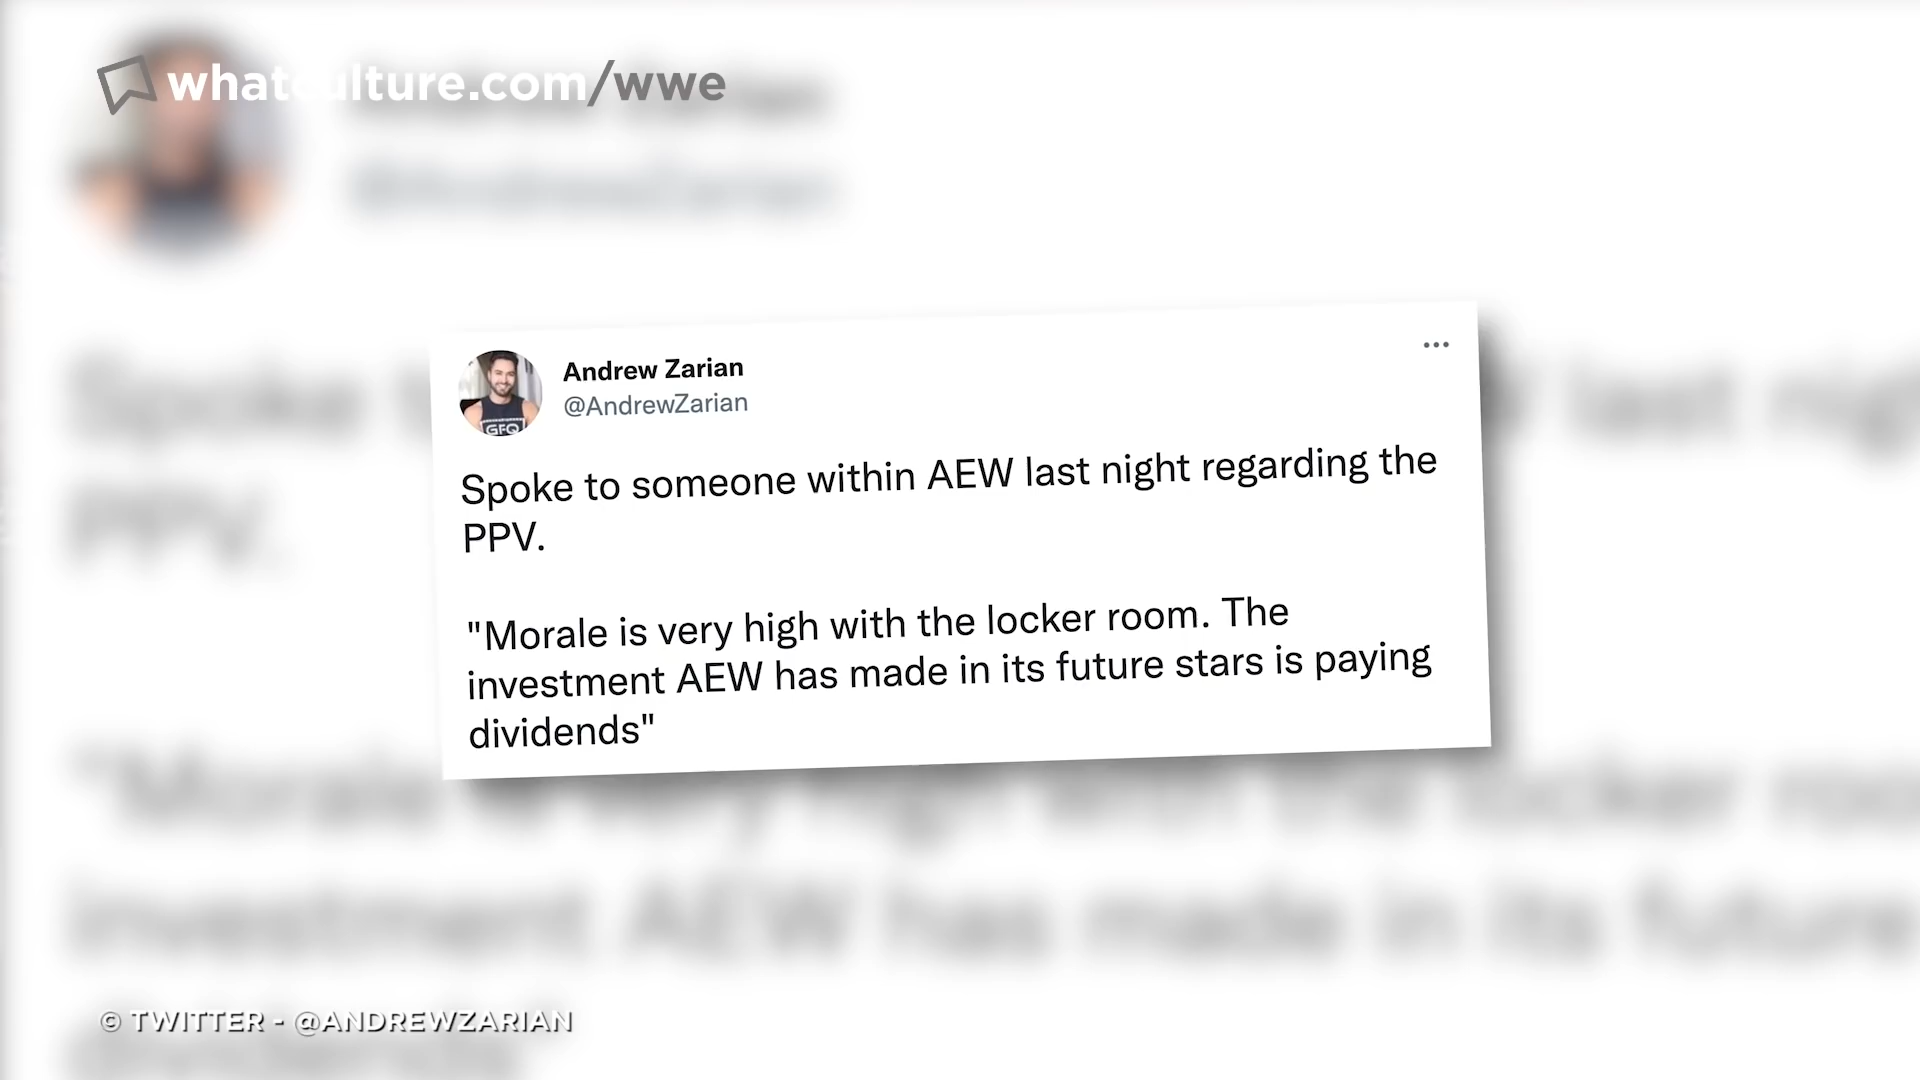 whatculture.com/wwe
Andrew Zarian
@AndrewZarian
Spoke to someone within AEW last night regarding the
PPV.
"Morale is very high with the locker room. The
investment AEW has made in its future stars is paying
dividends"
GFQ
© TWITTER - @ANDREWZARIAN